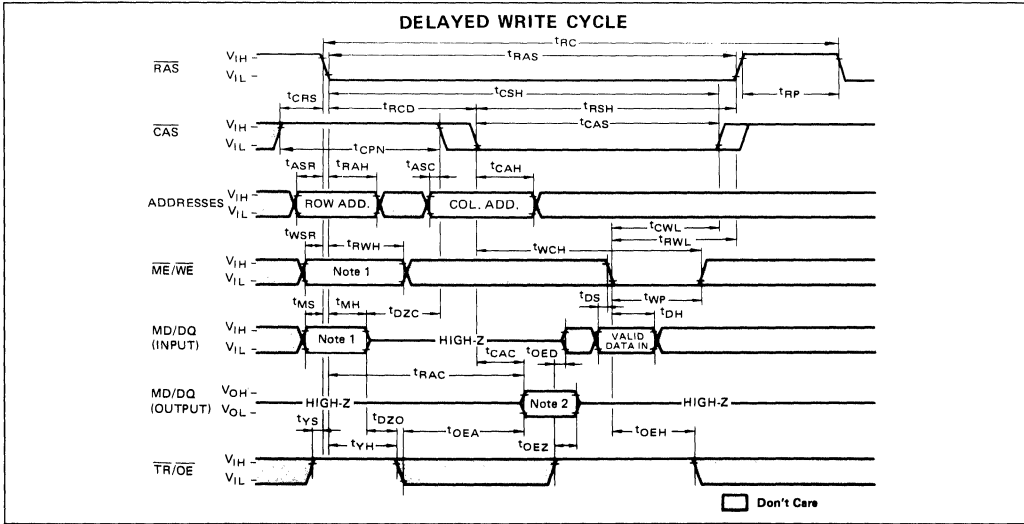 DELAYED WRITE CYCLE
tRC
RAS VIH VIL
tRAS
tCRS tRCD tCSH tRSH tRP
CAS VIH VIL
tCPN tCAS
tASR tRAH tASC tCAH
ADDRESSES VIH VIL ROW ADD. COL. ADD.
tCWL
tWSR tRWH tWCH tRWL
ME/WE VIH VIL Note 1
tMS tMH tDZC tDS tWP tDH
MD/DQ (INPUT) VIH VIL Note 1 HIGH-Z VALID DATA IN
tCAC tOED
tRAC
MD/DQ (OUTPUT) VOH VOL HIGH-Z Note 2 HIGH-Z
tYS tDZO tOEA tOEZ tOEH
tYH
TR/OE VIH VIL
Don't Care